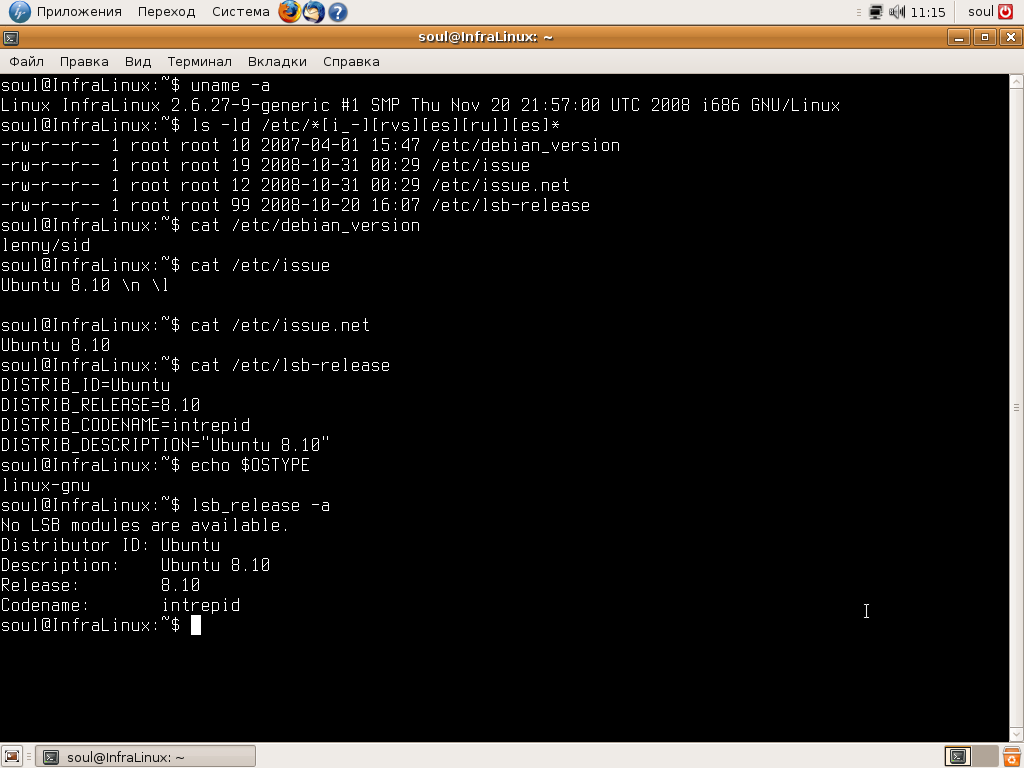 Приложения Переход Система 11:15 soul
soul@InfraLinux: ~
Файл Правка Вид Терминал Вкладки Справка
soul@InfraLinux:~$ uname -a
Linux InfraLinux 2.6.27-9-generic #1 SMP Thu Nov 20 21:57:00 UTC 2008 i686 GNU/Linux
soul@InfraLinux:~$ ls -ld /etc/*[i_-][rvs][es][rul][es]*
-rw-r--r-- 1 root root 10 2007-04-01 15:47 /etc/debian_version
-rw-r--r-- 1 root root 19 2008-10-31 00:29 /etc/issue
-rw-r--r-- 1 root root 12 2008-10-31 00:29 /etc/issue.net
-rw-r--r-- 1 root root 99 2008-10-20 16:07 /etc/lsb-release
soul@InfraLinux:~$ cat /etc/debian_version
lenny/sid
soul@InfraLinux:~$ cat /etc/issue
Ubuntu 8.10 \n \l
soul@InfraLinux:~$ cat /etc/issue.net
Ubuntu 8.10
soul@InfraLinux:~$ cat /etc/lsb-release
DISTRIB_ID=Ubuntu
DISTRIB_RELEASE=8.10
DISTRIB_CODENAME=intrepid
DISTRIB_DESCRIPTION="Ubuntu 8.10"
soul@InfraLinux:~$ echo $OSTYPE
linux-gnu
soul@InfraLinux:~$ lsb_release -a
No LSB modules are available.
Distributor ID: Ubuntu
Description:    Ubuntu 8.10
Release:        8.10
Codename:       intrepid
soul@InfraLinux:~$
soul@InfraLinux: ~